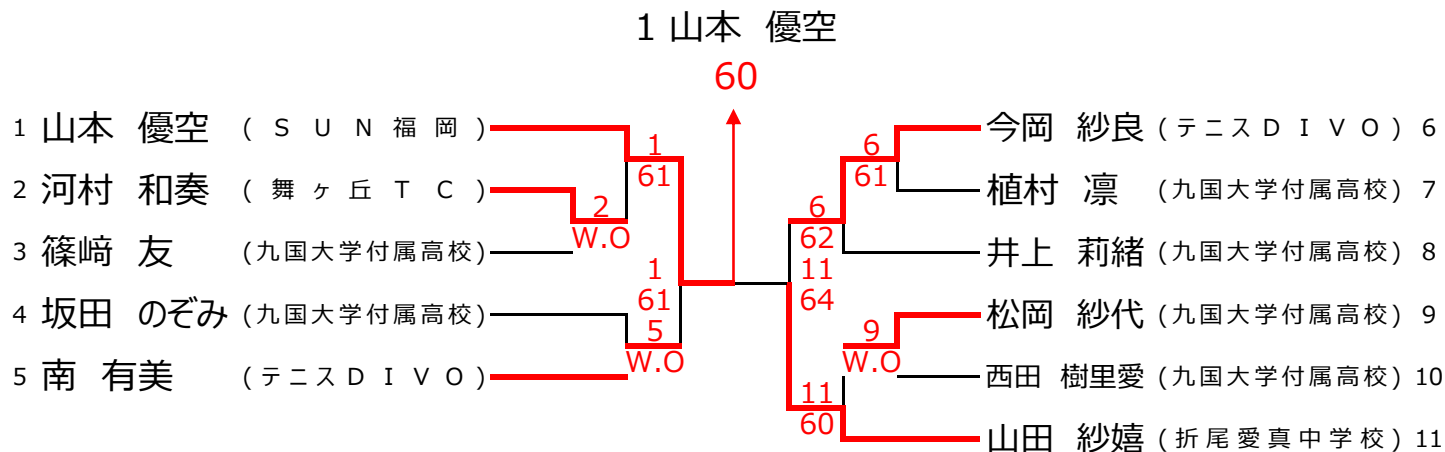 1 山本 優空
60
1 山本 優空 (SUN福岡)
2 河村 和奏 (舞ヶ丘TC)
3 篠﨑 友 (九国大学付属高校)
4 坂田 のぞみ (九国大学付属高校)
5 南 有美 (テニスDIVO)
1
61
2
W.O
1
61
5
W.O
今岡 紗良 (テニスDIVO) 6
植村 凛 (九国大学付属高校) 7
井上 莉緒 (九国大学付属高校) 8
松岡 紗代 (九国大学付属高校) 9
西田 樹里愛 (九国大学付属高校) 10
山田 紗嬉 (折尾愛真中学校) 11
6
61
6
62
11
64
9
W.O
11
60